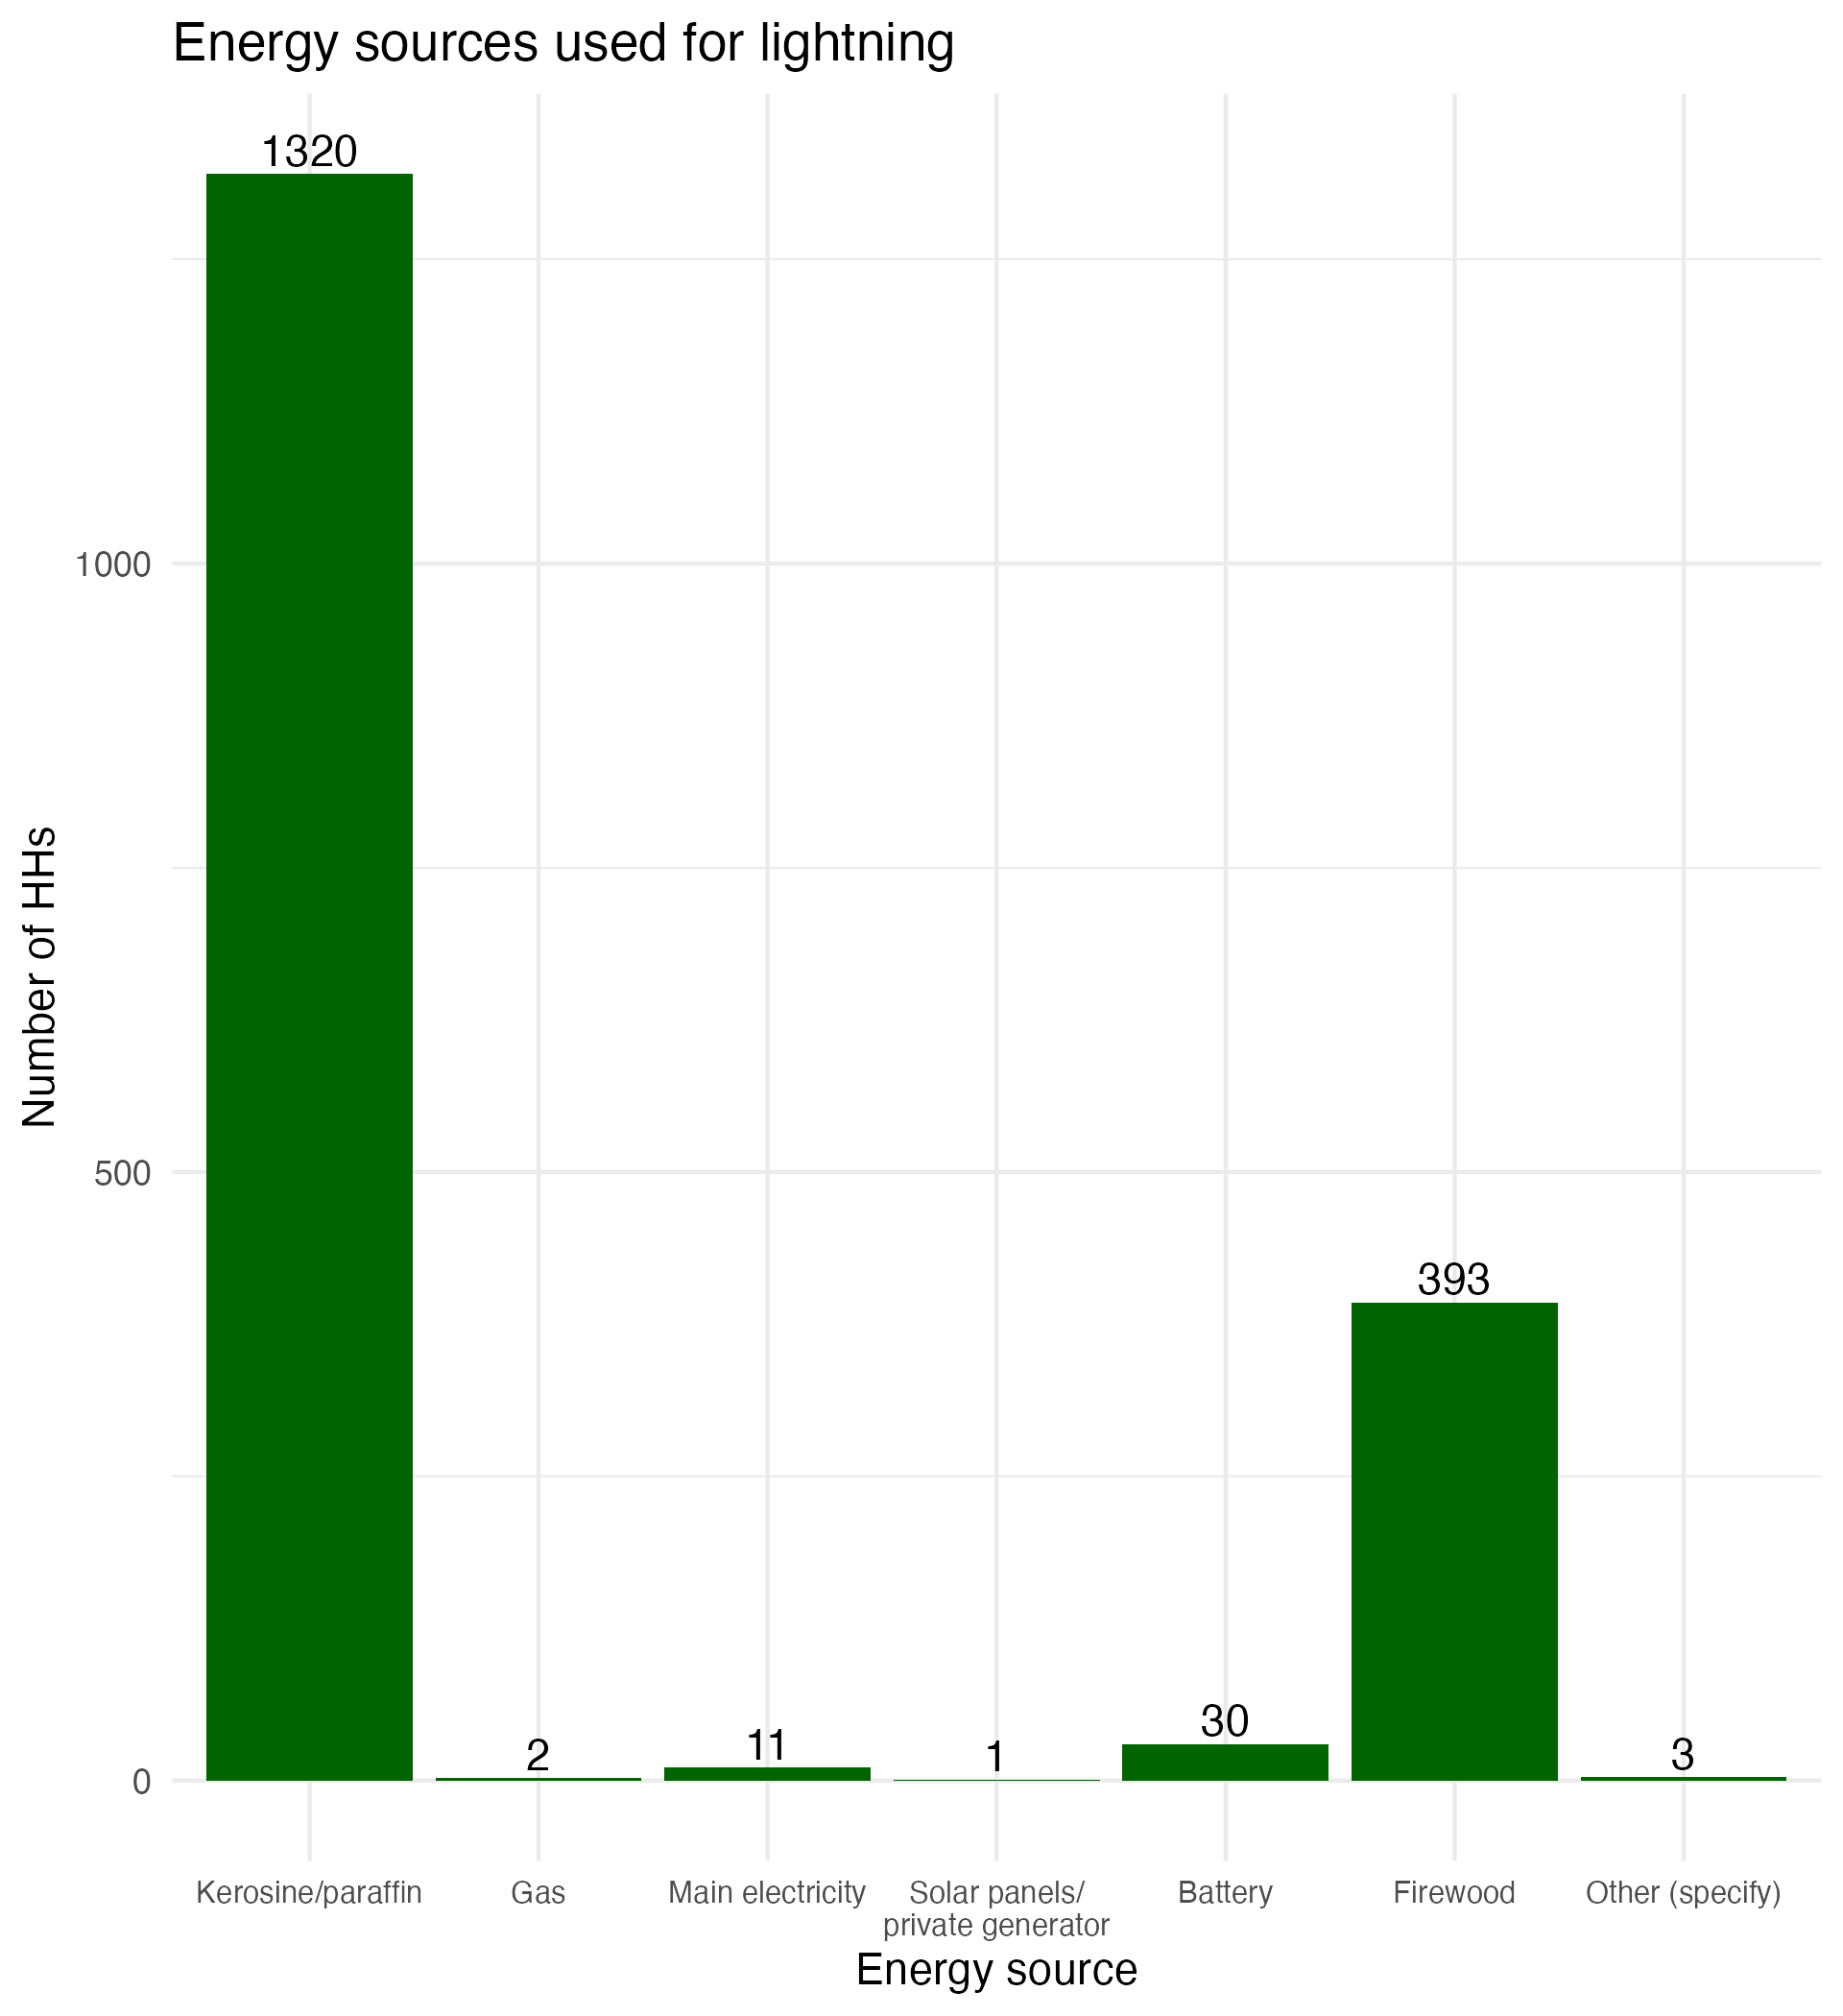 Energy sources used for lightning
1320
1000
Number of HHs
500
393
30
11
2
1
3
0
Kerosine/paraffin
Gas
Main electricity
Solar panels/
private generator
Battery
Firewood
Other (specify)
Energy source